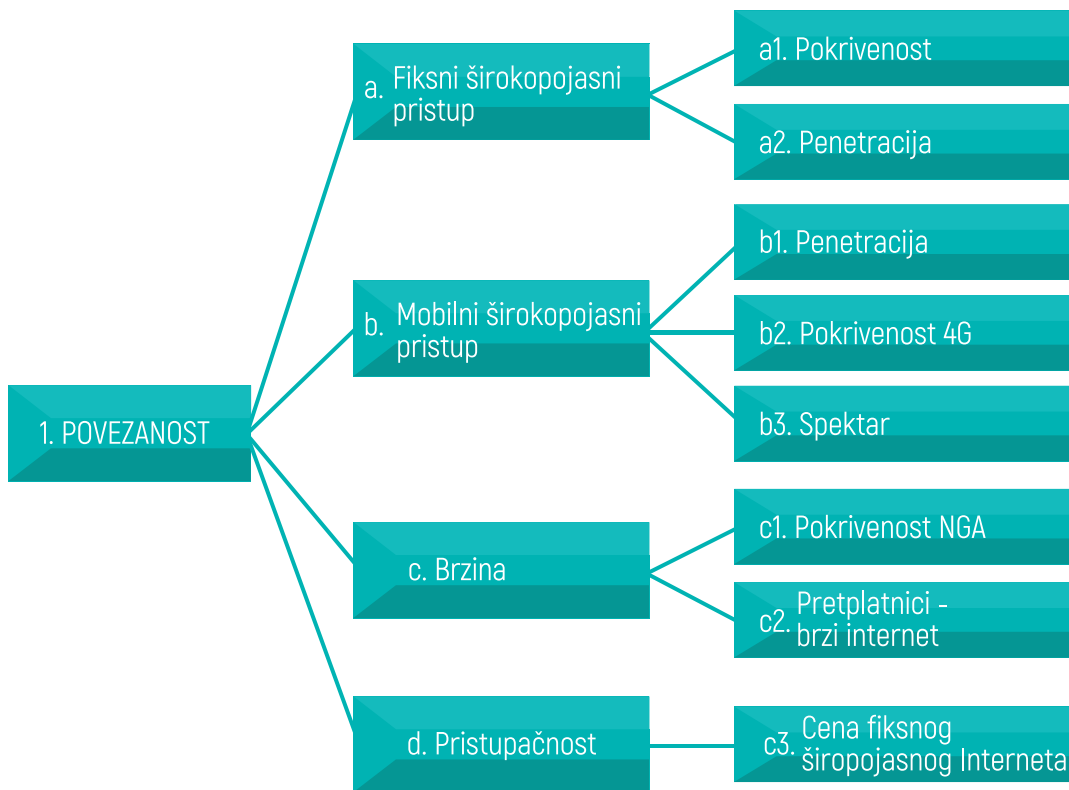 1. POVEZANOST
a. Fiksni širokopojasni
pristup
a1. Pokrivenost
a2. Penetracija
b. Mobilni širokopojasni
pristup
b1. Penetracija
b2. Pokrivenost 4G
b3. Spektar
c. Brzina
c1. Pokrivenost NGA
c2. Pretplatnici -
brzi internet
d. Pristupačnost
c3. Cena fiksnog
širopojasnog Interneta